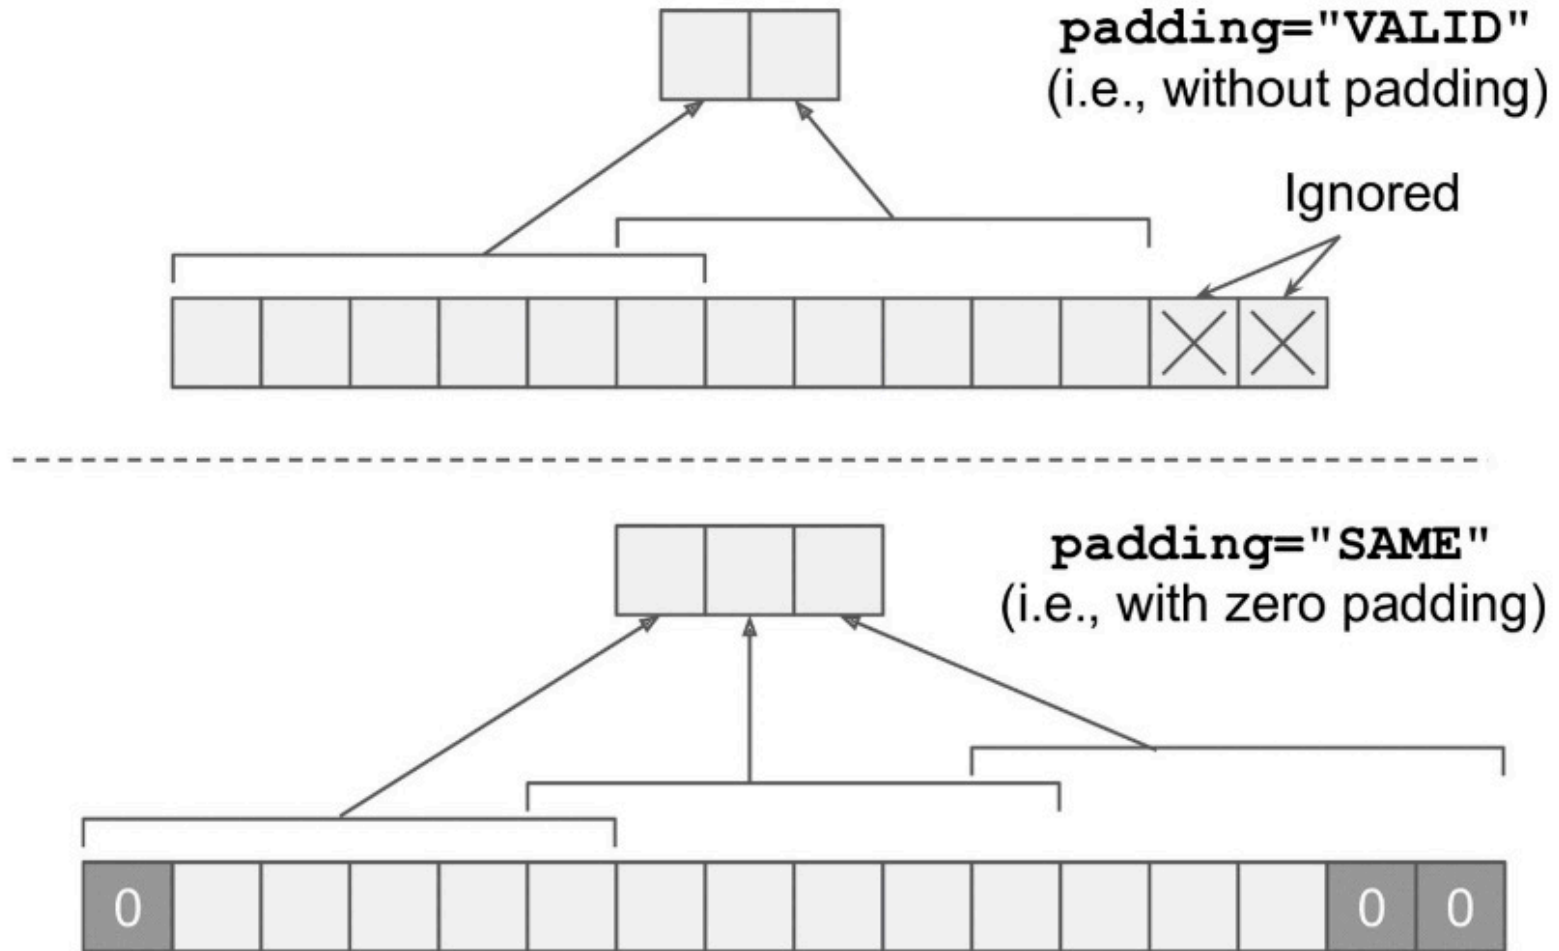 padding="VALID"
(i.e., without padding)
Ignored
padding="SAME"
(i.e., with zero padding)
0 0 0